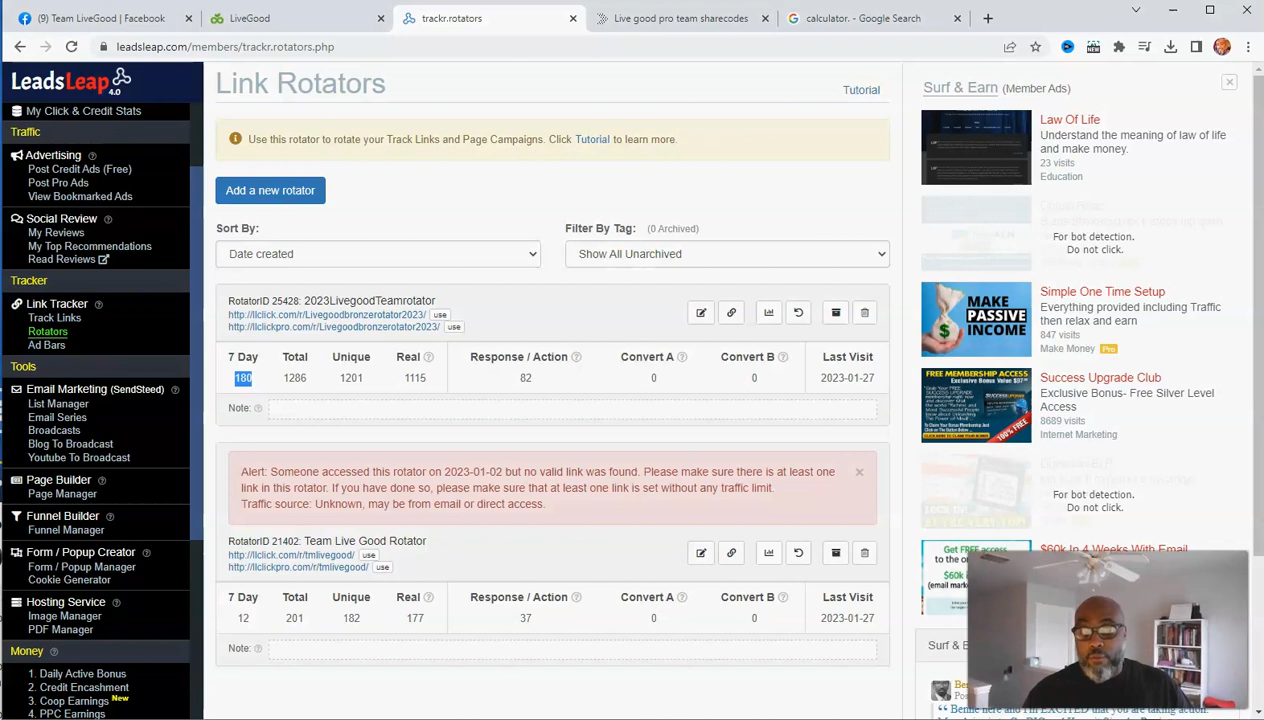 (9) Team LiveGood | Facebook
LiveGood
trackr.rotators
Live good pro team sharecodes
calculator. - Google Search
leadsleap.com/members/trackr.rotators.php
LeadsLeap 4.0
My Click & Credit Stats
Traffic
Advertising
Post Credit Ads (Free)
Post Pro Ads
View Bookmarked Ads
Social Review
My Reviews
My Top Recommendations
Read Reviews
Tracker
Link Tracker
Track Links
Rotators
Ad Bars
Tools
Email Marketing (SendSteed)
List Manager
Email Series
Broadcasts
Blog To Broadcast
Youtube To Broadcast
Page Builder
Page Manager
Funnel Builder
Funnel Manager
Form / Popup Creator
Form / Popup Manager
Cookie Generator
Hosting Service
Image Manager
PDF Manager
Money
1. Daily Active Bonus
2. Credit Encashment
3. Coop Earnings New
4. PPC Earnings
Link Rotators
Tutorial
Use this rotator to rotate your Track Links and Page Campaigns. Click Tutorial to learn more.
Add a new rotator
Sort By:
Filter By Tag: (0 Archived)
Date created
Show All Unarchived
RotatorID 25428: 2023LivegoodTeamrotator
http://llclick.com/r/Livegoodbronzerotator2023/ use
http://llclickpro.com/r/Livegoodbronzerotator2023/ use
7 Day Total Unique Real Response / Action Convert A Convert B Last Visit
180 1286 1201 1115 82 0 0 2023-01-27
Note:
Alert: Someone accessed this rotator on 2023-01-02 but no valid link was found. Please make sure there is at least one
link in this rotator. If you have done so, please make sure that at least one link is set without any traffic limit.
Traffic source: Unknown, may be from email or direct access.
RotatorID 21402: Team Live Good Rotator
http://llclick.com/r/tmlivegood/ use
http://llclickpro.com/r/tmlivegood/ use
7 Day Total Unique Real Response / Action Convert A Convert B Last Visit
12 201 182 177 37 0 0 2023-01-27
Note:
Surf & Earn (Member Ads)
Law Of Life
Understand the meaning of law of life
and make money.
23 visits
Education
For bot detection.
Do not click.
MAKE
PASSIVE
INCOME
Simple One Time Setup
Everything provided including Traffic
then relax and earn
847 visits
Make Money Pro
FREE MEMBERSHIP ACCESS
Exclusive Bonus Value $97
100% FREE
Success Upgrade Club
Exclusive Bonus- Free Silver Level
Access
8689 visits
Internet Marketing
For bot detection.
Do not click.
Get FREE access
$60k In 4 Weeks With Email
Surf &